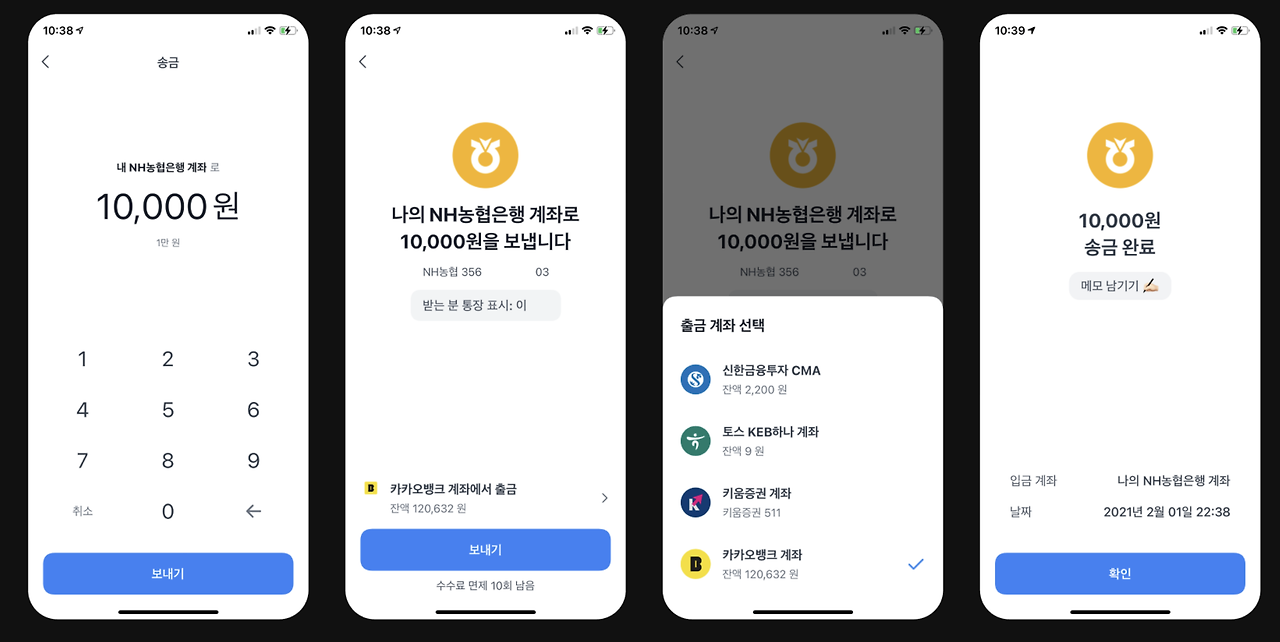 10:38
송금
내 NH농협은행 계좌 로
10,000원
1만 원
1 2 3
4 5 6
7 8 9
취소 0
보내기
10:38
나의 NH농협은행 계좌로
10,000원을 보냅니다
NH농협 356 03
받는 분 통장 표시: 이
카카오뱅크 계좌에서 출금
잔액 120,632 원
보내기
수수료 면제 10회 남음
10:38
나의 NH농협은행 계좌로
10,000원을 보냅니다
NH농협 356 03
출금 계좌 선택
신한금융투자 CMA
잔액 2,200 원
토스 KEB하나 계좌
잔액 9 원
키움증권 계좌
키움증권 511
카카오뱅크 계좌
잔액 120,632 원
10:39
10,000원
송금 완료
메모 남기기
입금 계좌 나의 NH농협은행 계좌
날짜 2021년 2월 01일 22:38
확인